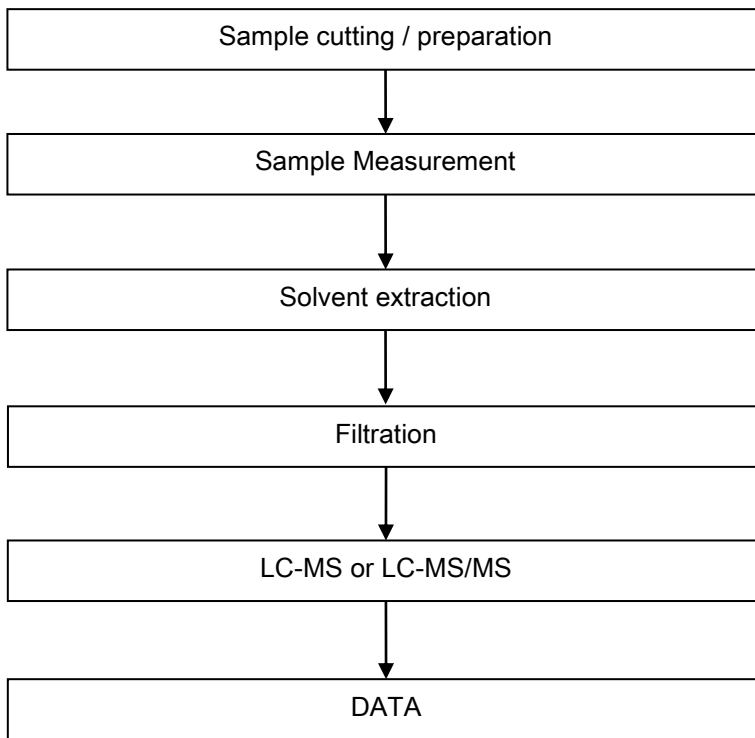 Sample cutting / preparation
Sample Measurement
Solvent extraction
Filtration
LC-MS or LC-MS/MS
DATA